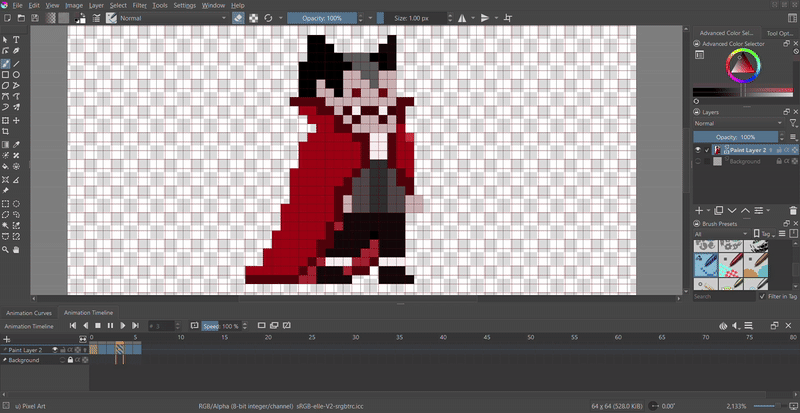 File Edit View Image Layer Select Filter Tools Settings Window Help
Normal
Opacity: 100%
Size: 1.00 px
Advanced Color Sel...
Tool Opt...
Advanced Color Selector
Layers
Normal
Opacity: 100%
Paint Layer 2
Background
Brush Presets
All
Tag
Search
Filter in Tag
Animation Curves
Animation Timeline
Animation Timeline
# 3
Speed: 100 %
0 5 10 15 20 25 30 35 40 45 50 55 60 65 70 75 80
Paint Layer 2
Background
u) Pixel Art
RGB/Alpha (8-bit integer/channel) sRGB-elle-V2-srgbtrc.icc
64 x 64 (528.0 KiB)
0.00°
2,133%